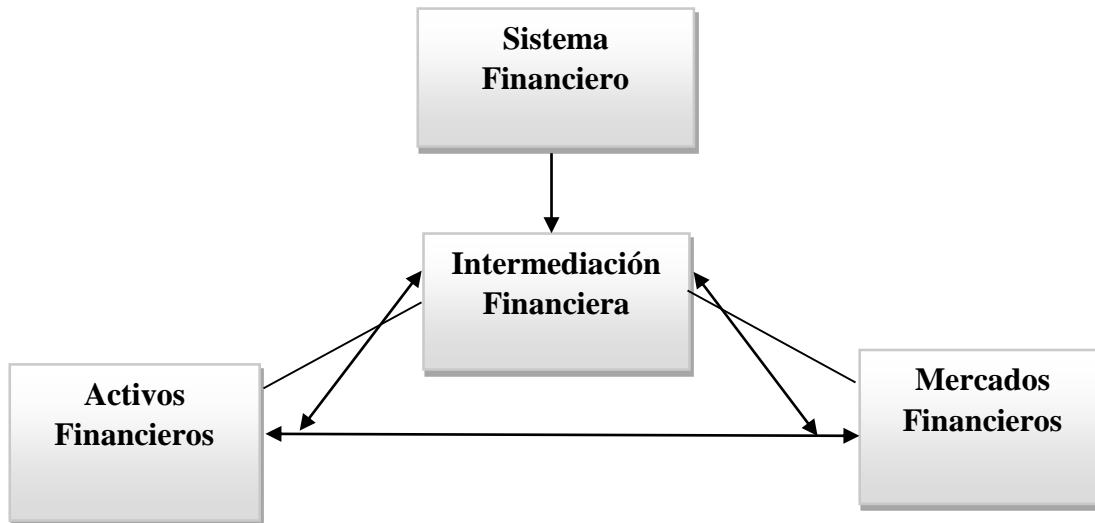 Sistema
Financiero
Intermediación
Financiera
Activos
Financieros
Mercados
Financieros